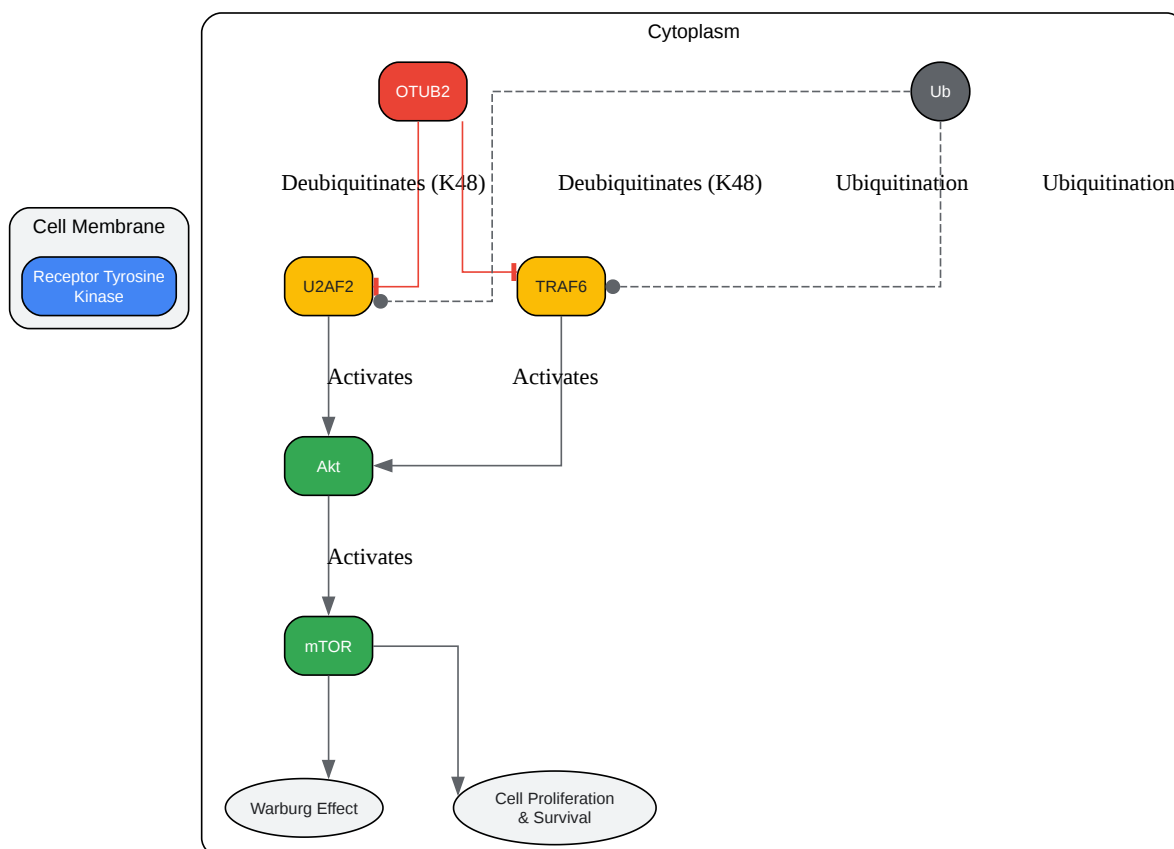 Cytoplasm
OTUB2
Ub
Deubiquitinates (K48)
Deubiquitinates (K48)
Ubiquitination
Ubiquitination
Cell Membrane
Receptor Tyrosine
Kinase
U2AF2
TRAF6
Activates
Activates
Akt
Activates
mTOR
Warburg Effect
Cell Proliferation
& Survival